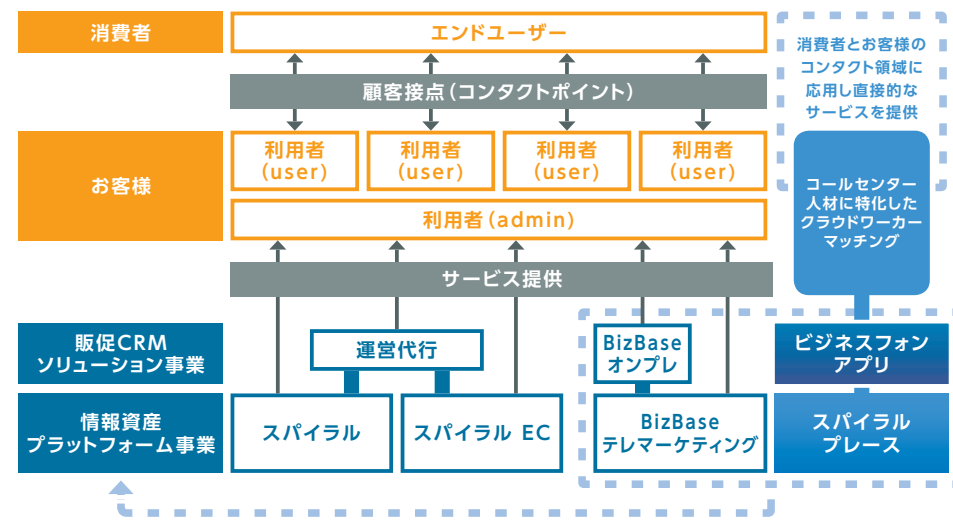 消費者
エンドユーザー
消費者とお客様の
コンタクト領域に
応用し直接的な
サービスを提供
顧客接点（コンタクトポイント）
お客様
利用者
(user)
利用者
(user)
利用者
(user)
利用者
(user)
コールセンター
人材に特化した
クラウドワーカー
マッチング
利用者（admin）
サービス提供
販促CRM
ソリューション事業
運営代行
BizBase
オンプレ
ビジネスフォン
アプリ
情報資産
プラットフォーム事業
スパイラル
スパイラル EC
BizBase
テレマーケティング
スパイラル
プレース